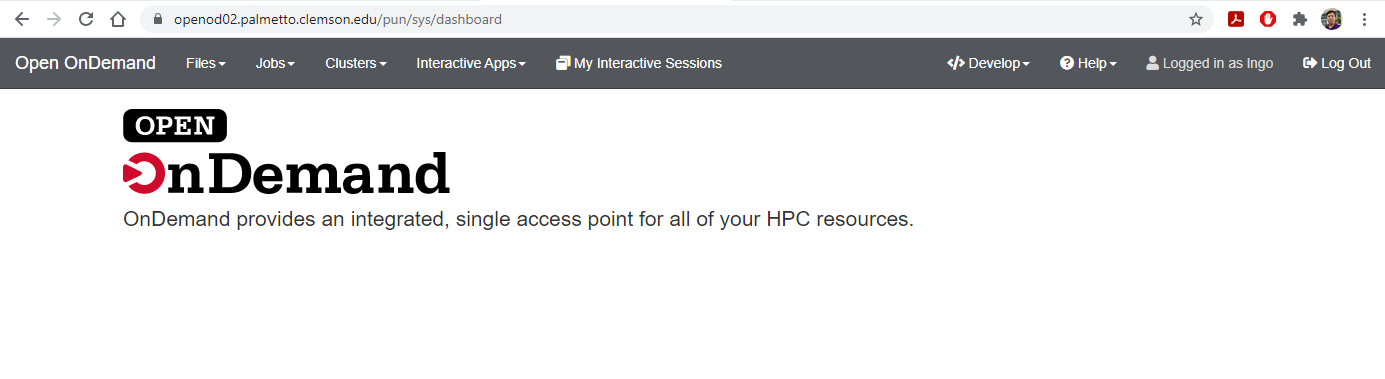 openod02.palmetto.clemson.edu/pun/sys/dashboard
Open OnDemand Files Jobs Clusters Interactive Apps My Interactive Sessions Develop Help Logged in as lngo Log Out
OPEN
OnDemand
OnDemand provides an integrated, single access point for all of your HPC resources.